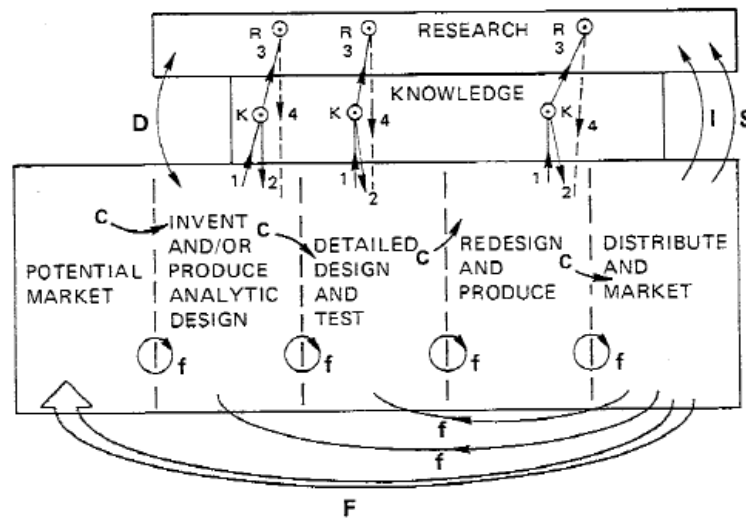 RESEARCH
R R R
3 3 3
KNOWLEDGE
K K K
4 4 4
D I S
1 2 1 2 1 2
C C C C
POTENTIAL
MARKET
INVENT
AND/OR
PRODUCE
ANALYTIC
DESIGN
DETAILED
DESIGN
AND
TEST
REDESIGN
AND
PRODUCE
DISTRIBUTE
AND
MARKET
f f f f
f
f
F